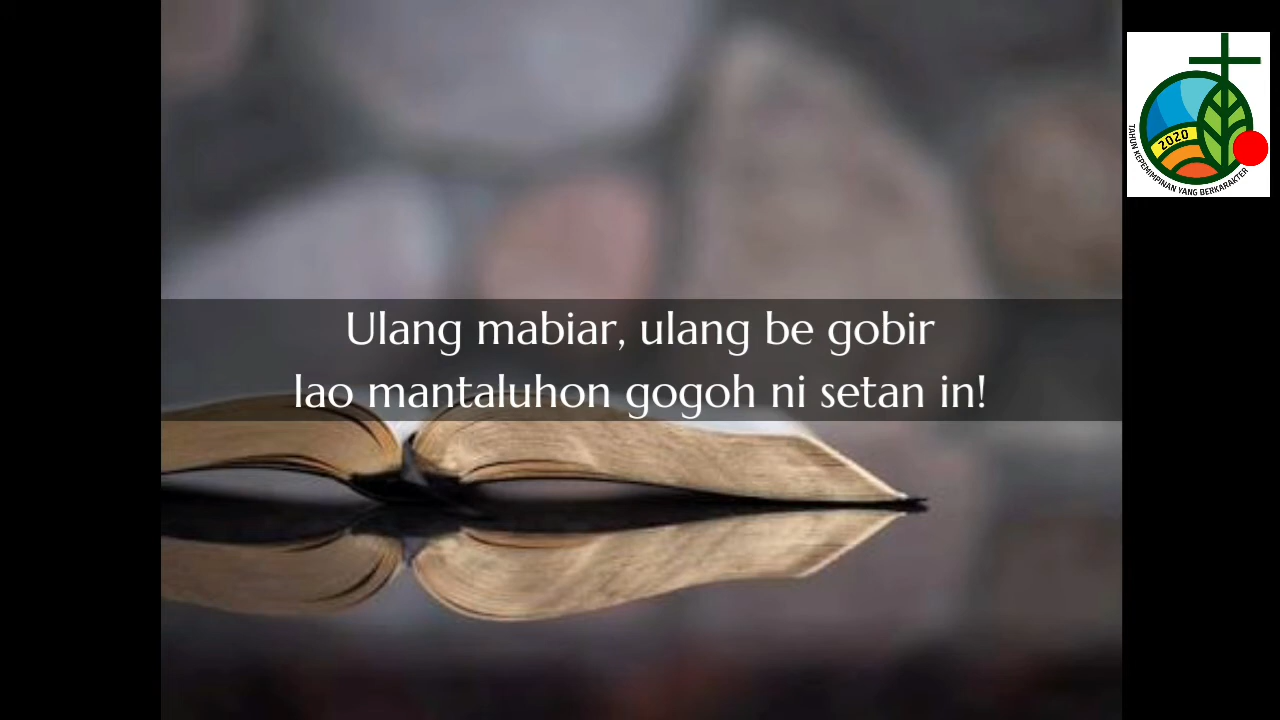 Ulang mabiar, ulang be gobir
lao mantaluhon gogoh ni setan in!
2020
TAHUN KEPEMIMPINAN YANG BERKARAKTER